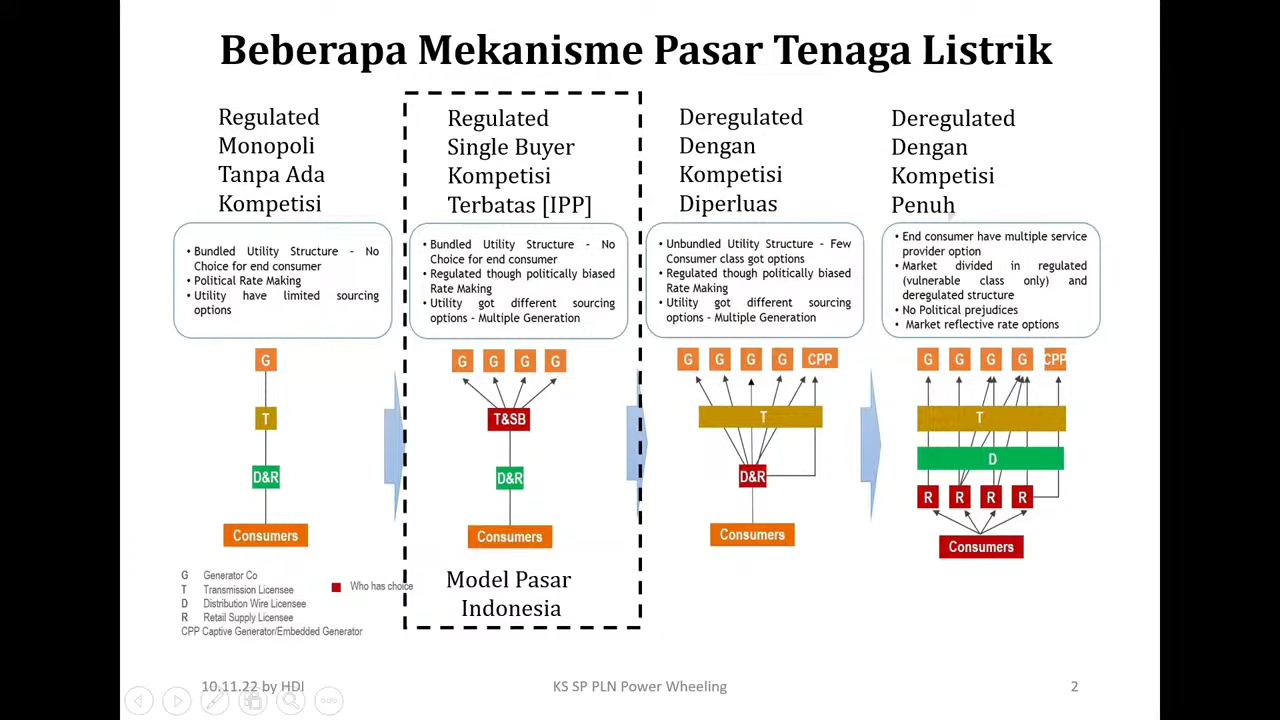 Beberapa Mekanisme Pasar Tenaga Listrik
Regulated
Monopoli
Tanpa Ada
Kompetisi
• Bundled Utility Structure - No
Choice for end consumer
• Political Rate Making
• Utility have limited sourcing
options
G
T
D&R
Consumers
Regulated
Single Buyer
Kompetisi
Terbatas [IPP]
• Bundled Utility Structure - No
Choice for end consumer
• Regulated though politically biased
Rate Making
• Utility got different sourcing
options - Multiple Generation
G G G G
T&SB
D&R
Consumers
Model Pasar
Indonesia
Deregulated
Dengan
Kompetisi
Diperluas
• Unbundled Utility Structure - Few
Consumer class got options
• Regulated though politically biased
Rate Making
• Utility got different sourcing
options - Multiple Generation
G G G G CPP
T
D&R
Consumers
Deregulated
Dengan
Kompetisi
Penuh
• End consumer have multiple service
provider option
• Market divided in regulated
(vulnerable class only) and
deregulated structure
• No Political prejudices
• Market reflective rate options
G G G G CPP
T
D
R R R R
Consumers
G Generator Co
T Transmission Licensee
D Distribution Wire Licensee
R Retail Supply Licensee
CPP Captive Generator/Embedded Generator
Who has choice
10.11.22 by HDI
KS SP PLN Power Wheeling
2